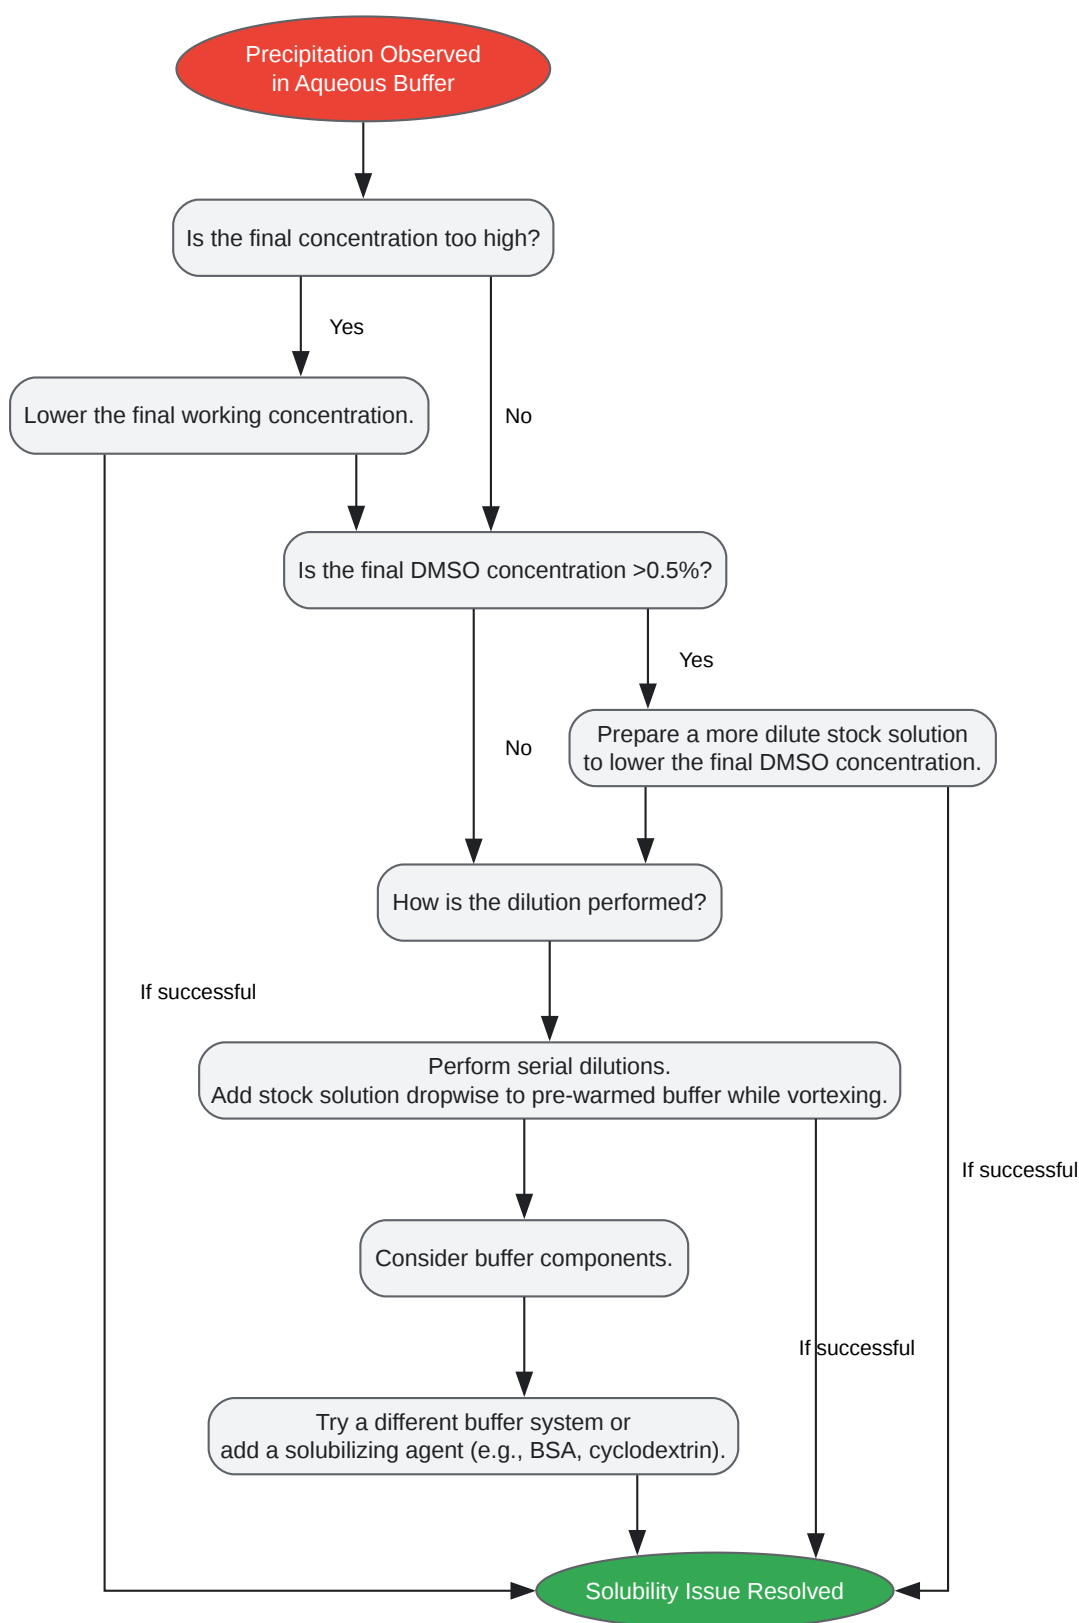 Precipitation Observed
in Aqueous Buffer
Is the final concentration too high?
Yes
Lower the final working concentration.
No
Is the final DMSO concentration >0.5%?
Yes
Prepare a more dilute stock solution
to lower the final DMSO concentration.
No
How is the dilution performed?
If successful
Perform serial dilutions.
Add stock solution dropwise to pre-warmed buffer while vortexing.
If successful
Consider buffer components.
If successful
Try a different buffer system or
add a solubilizing agent (e.g., BSA, cyclodextrin).
Solubility Issue Resolved